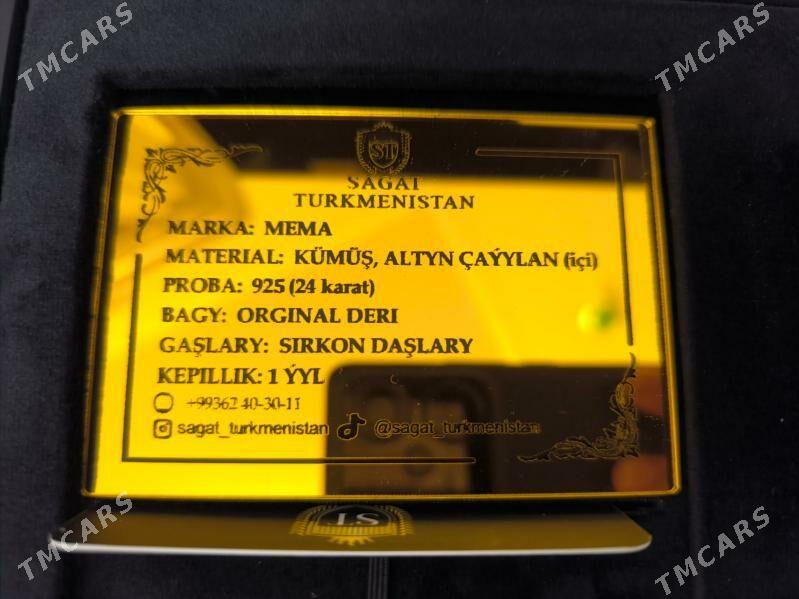 TMCARS
TMCARS
ST
SAGAT
TURKMENISTAN
MARKA: MEMA
MATERIAL: KÜMÜŞ, ALTYN ÇAÝYLAN (içi)
PROBA: 925 (24 karat)
BAGY: ORGINAL DERI
GAŞLARY: SIRKON DAŞLARY
KEPILLIK: 1 ÝYL
+99362 40-30-11
sagat_turkmenistan @sagat_turkmenistan
TMCARS
TMCARS